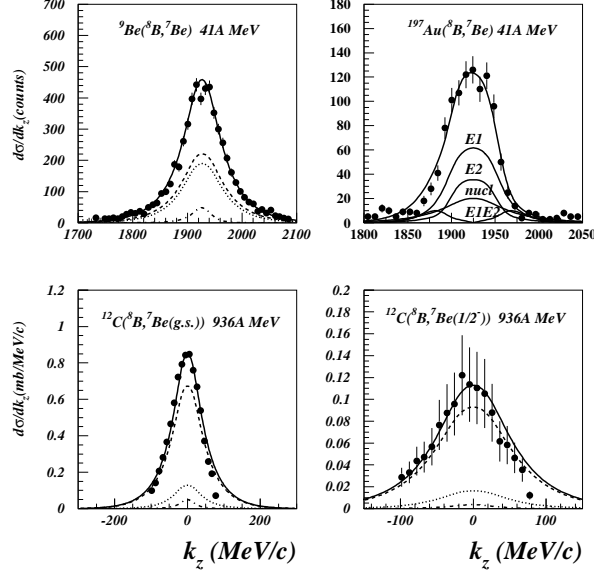 700
600
500
400
300
200
100
0
dσ/dk_z(counts)
⁹Be(⁸B,⁷Be) 41A MeV
1700 1800 1900 2000 2100
180
160
140
120
100
80
60
40
20
0
¹⁹⁷Au(⁸B,⁷Be) 41A MeV
E1
E2
nucl
E1E2
1800 1850 1900 1950 2000 2050
1.2
1
0.8
0.6
0.4
0.2
0
dσ/dk_z(mb/MeV/c)
¹²C(⁸B,⁷Be(g.s.)) 936A MeV
-200 0 200
k_z (MeV/c)
0.2
0.18
0.16
0.14
0.12
0.1
0.08
0.06
0.04
0.02
0
¹²C(⁸B,⁷Be(1/2⁻)) 936A MeV
-100 0 100
k_z (MeV/c)